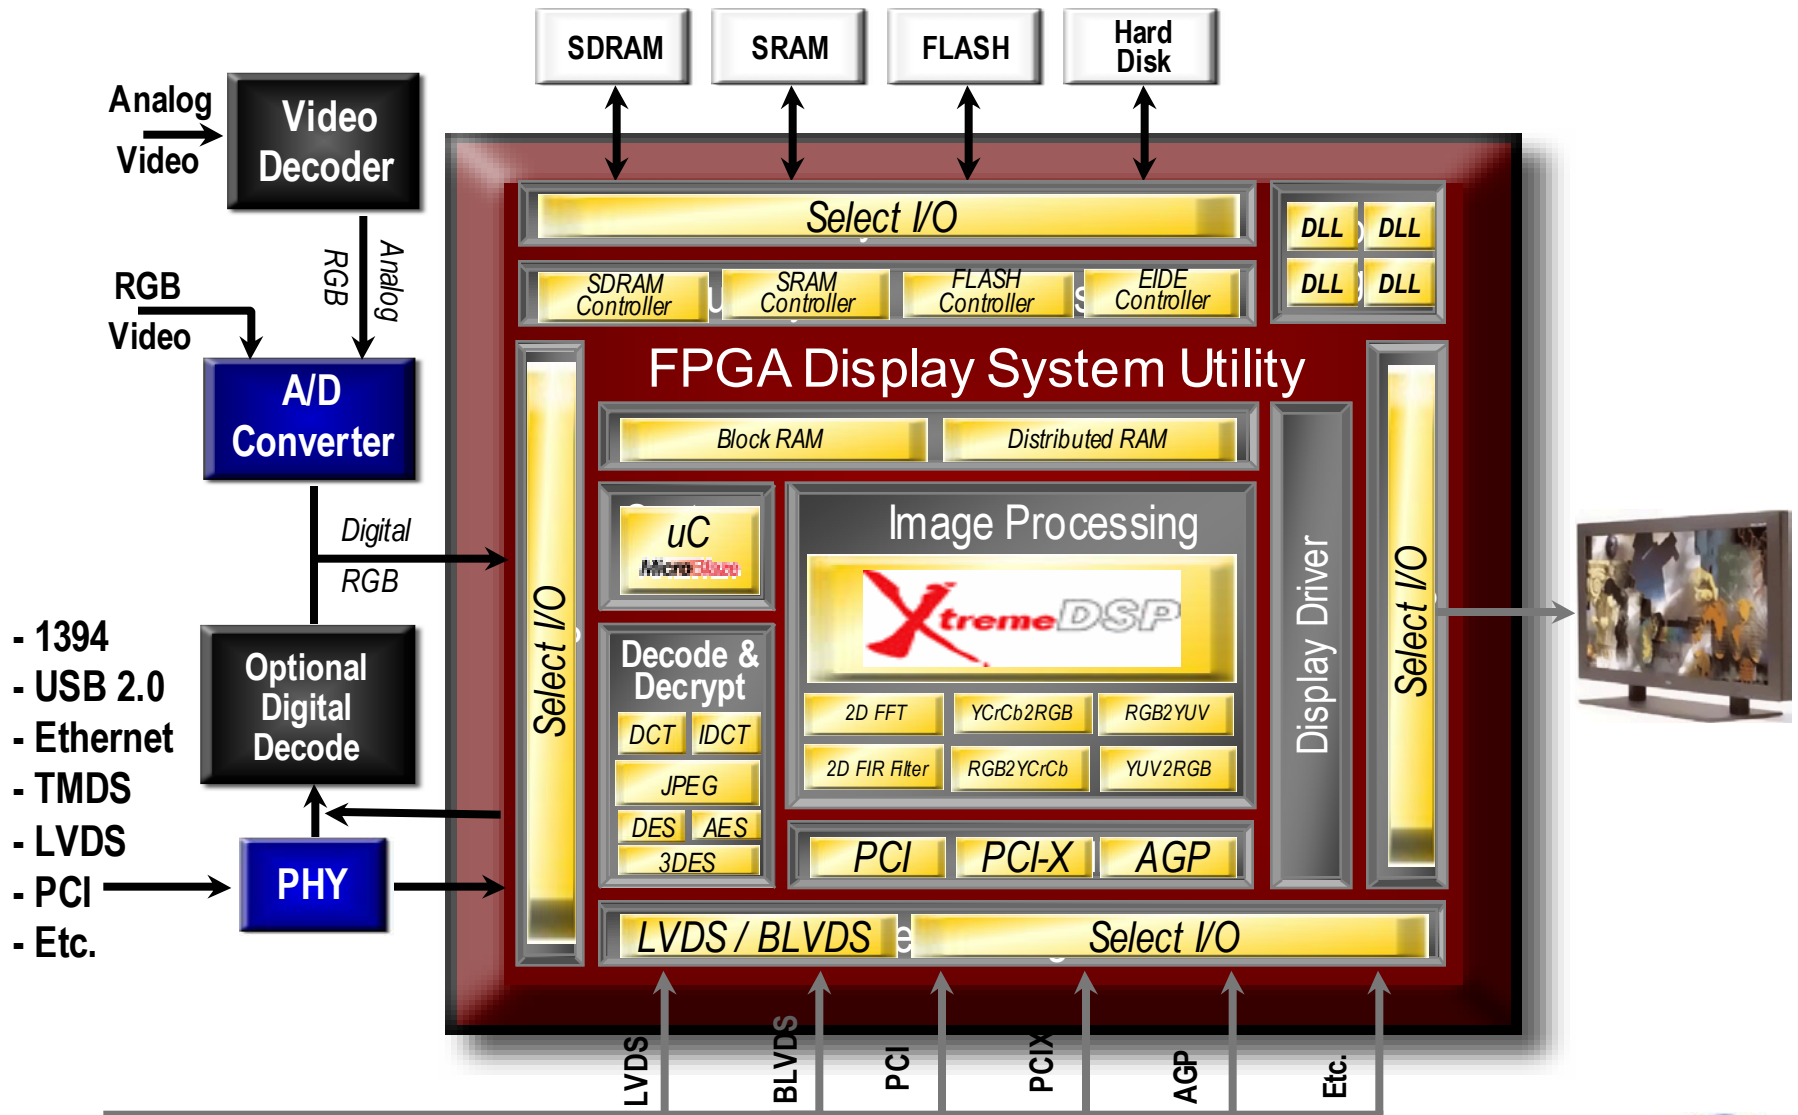 SDRAM
SRAM
FLASH
Hard
Disk
Analog
Video
Video
Decoder
Analog
RGB
RGB
Video
A/D
Converter
Digital
RGB
- 1394
- USB 2.0
- Ethernet
- TMDS
- LVDS
- PCI
- Etc.
Optional
Digital
Decode
PHY
Select I/O
DLL DLL
DLL DLL
SDRAM
Controller
SRAM
Controller
FLASH
Controller
EIDE
Controller
FPGA Display System Utility
Select I/O
Block RAM
Distributed RAM
uC
MicroBlaze
Image Processing
XtremeDSP
2D FFT
YCrCb2RGB
RGB2YUV
2D FIR Filter
RGB2YCrCb
YUV2RGB
Decode &
Decrypt
DCT IDCT
JPEG
DES AES
3DES
PCI
PCI-X
AGP
Display Driver
Select I/O
LVDS / BLVDS
Select I/O
LVDS
BLVDS
PCI
PCIX
AGP
Etc.